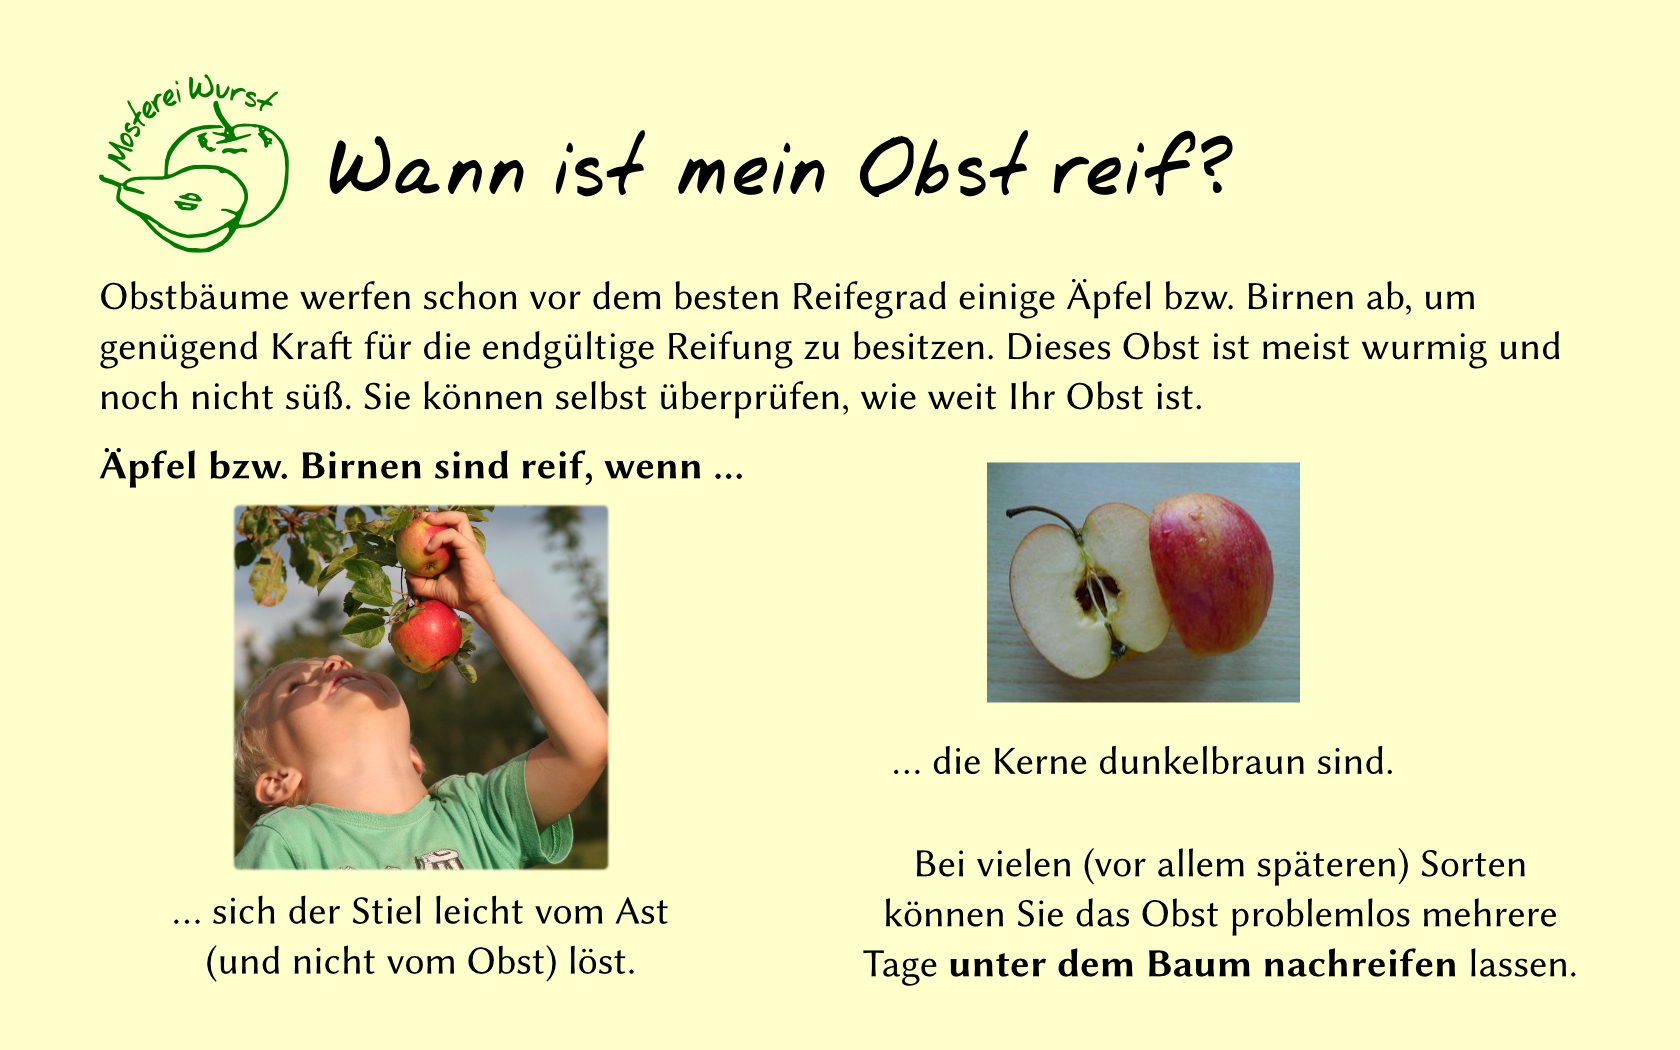 Mosterei Wurst
Wann ist mein Obst reif?
Obstbäume werfen schon vor dem besten Reifegrad einige Äpfel bzw. Birnen ab, um
genügend Kraft für die endgültige Reifung zu besitzen. Dieses Obst ist meist wurmig und
noch nicht süß. Sie können selbst überprüfen, wie weit Ihr Obst ist.
Äpfel bzw. Birnen sind reif, wenn ...
... sich der Stiel leicht vom Ast
(und nicht vom Obst) löst.
... die Kerne dunkelbraun sind.
Bei vielen (vor allem späteren) Sorten
können Sie das Obst problemlos mehrere
Tage unter dem Baum nachreifen lassen.